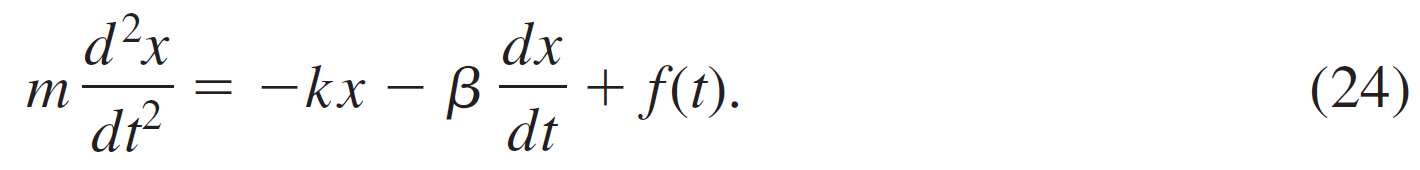 m d²x/dt² = −kx − β dx/dt + f(t). (24)